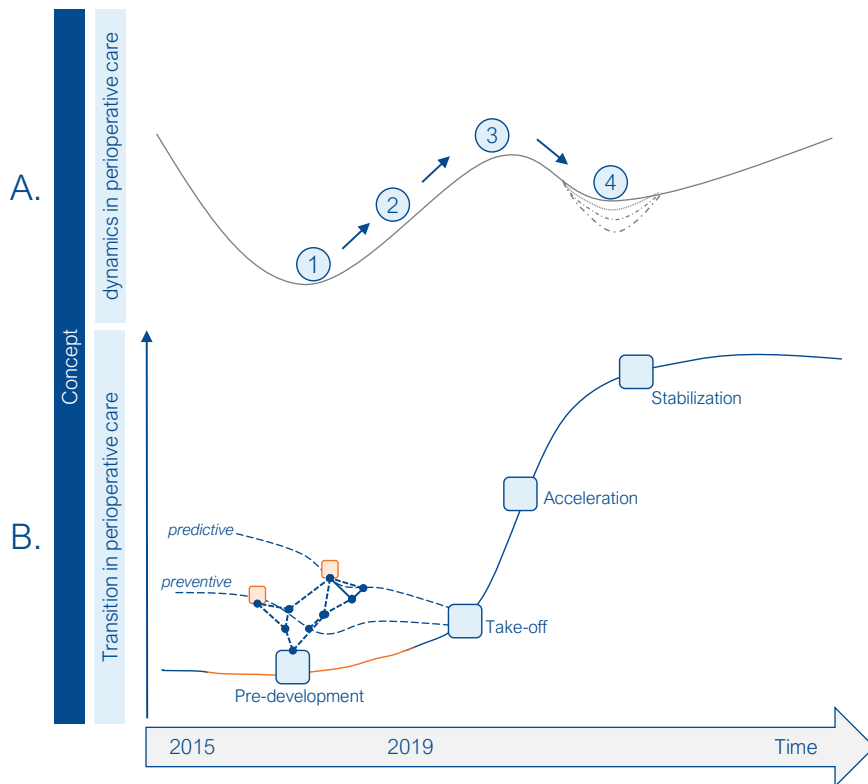 Concept
A.
dynamics in perioperative care
1
2
3
4
B.
Transition in perioperative care
Stabilization
Acceleration
predictive
preventive
Take-off
Pre-development
2015
2019
Time